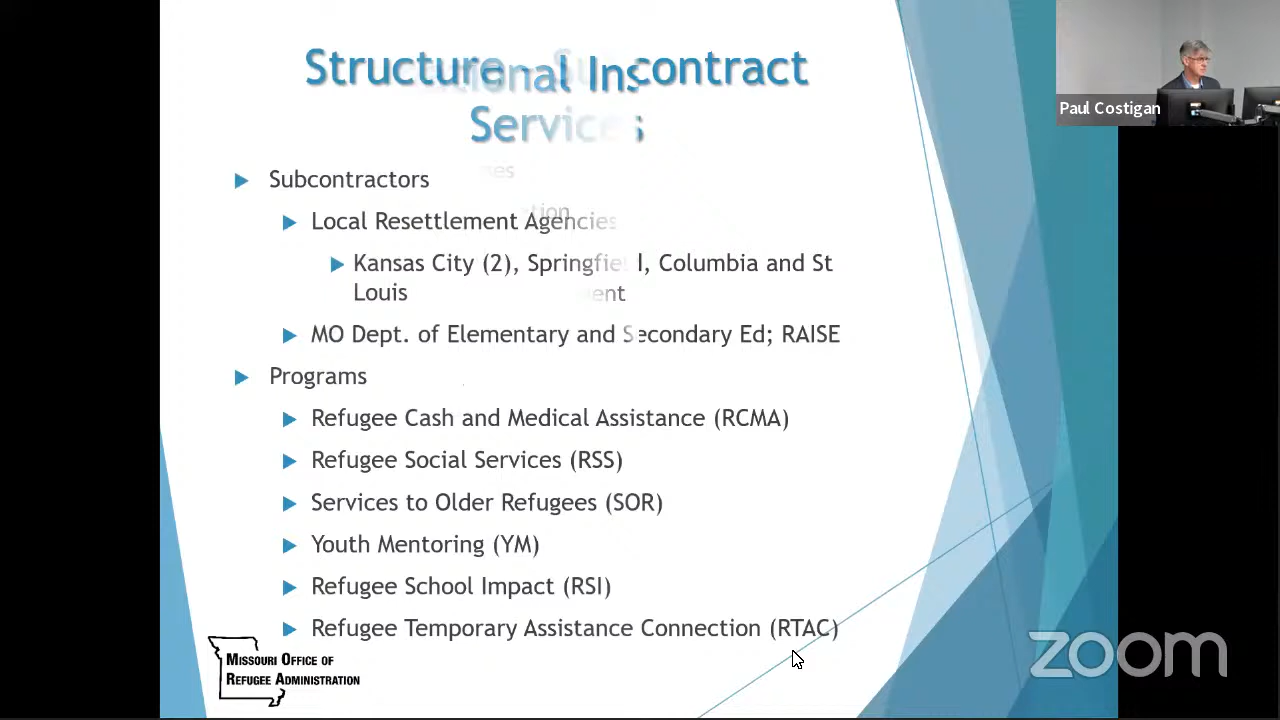 Structure - Subcontract
Services
Paul Costigan
Subcontractors
Local Resettlement Agencies
Kansas City (2), Springfield, Columbia and St
Louis
MO Dept. of Elementary and Secondary Ed; RAISE
Programs
Refugee Cash and Medical Assistance (RCMA)
Refugee Social Services (RSS)
Services to Older Refugees (SOR)
Youth Mentoring (YM)
Refugee School Impact (RSI)
Refugee Temporary Assistance Connection (RTAC)
MISSOURI OFFICE OF
REFUGEE ADMINISTRATION
zoom